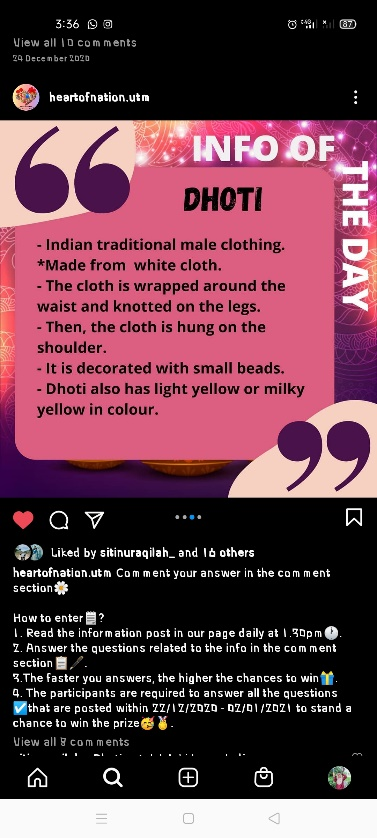 3:36
87
View all 10 comments
24 December 2020
heartofnation.utm
INFO OF
THE DAY
DHOTI
- Indian traditional male clothing.
*Made from white cloth.
- The cloth is wrapped around the
waist and knotted on the legs.
- Then, the cloth is hung on the
shoulder.
- It is decorated with small beads.
- Dhoti also has light yellow or milky
yellow in colour.
Liked by sitinuraqilah_ and 16 others
heartofnation.utm Comment your answer in the comment
section🌼
How to enter🗒️?
1. Read the information post in our page daily at 1.30pm🕐.
2. Answer the questions related to the info in the comment
section📋🖋️.
3.The faster you answers, the higher the chances to win🎁.
4. The participants are required to answer all the questions
☑️that are posted within 22/12/2020 - 02/01/2021 to stand a
chance to win the prize🥳🏅.
View all 8 comments